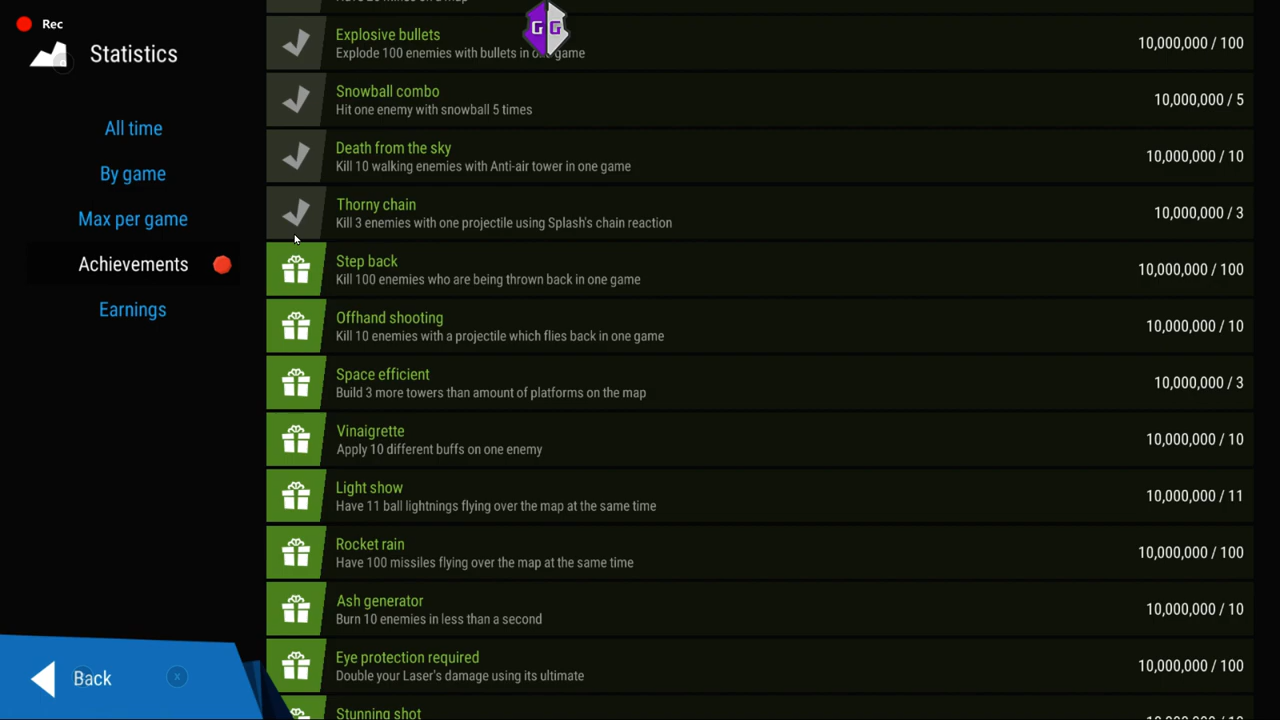 Rec
Statistics
All time
By game
Max per game
Achievements
Earnings
Back
X
GG
Explosive bullets
Explode 100 enemies with bullets in one game
10,000,000 / 100
Snowball combo
Hit one enemy with snowball 5 times
10,000,000 / 5
Death from the sky
Kill 10 walking enemies with Anti-air tower in one game
10,000,000 / 10
Thorny chain
Kill 3 enemies with one projectile using Splash's chain reaction
10,000,000 / 3
Step back
Kill 100 enemies who are being thrown back in one game
10,000,000 / 100
Offhand shooting
Kill 10 enemies with a projectile which flies back in one game
10,000,000 / 10
Space efficient
Build 3 more towers than amount of platforms on the map
10,000,000 / 3
Vinaigrette
Apply 10 different buffs on one enemy
10,000,000 / 10
Light show
Have 11 ball lightnings flying over the map at the same time
10,000,000 / 11
Rocket rain
Have 100 missiles flying over the map at the same time
10,000,000 / 100
Ash generator
Burn 10 enemies in less than a second
10,000,000 / 10
Eye protection required
Double your Laser's damage using its ultimate
10,000,000 / 100
Stunning shot